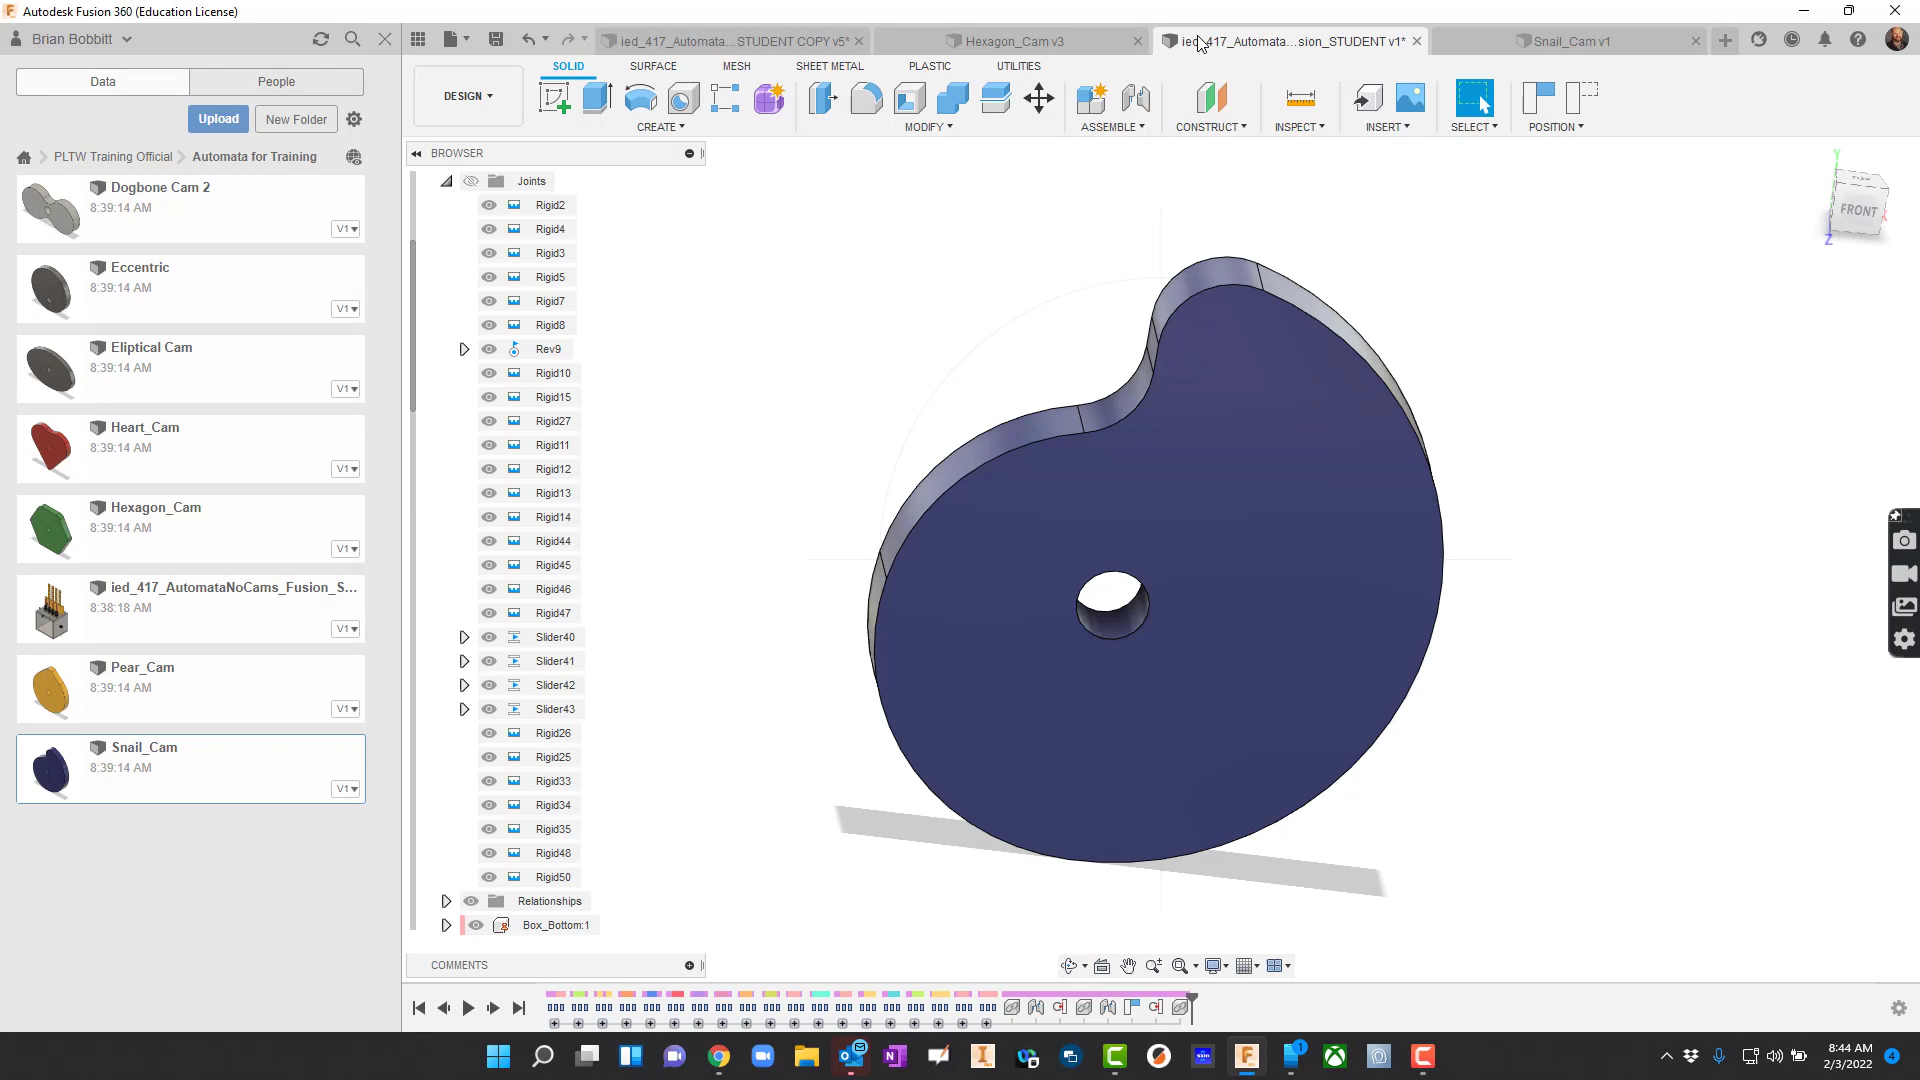 Autodesk Fusion 360 (Education License)
Brian Bobbitt
ied_417_Automata...STUDENT COPY v5*
Hexagon_Cam v3
ied_417_Automata...sion_STUDENT v1*
Snail_Cam v1
Data
People
SOLID
SURFACE
MESH
SHEET METAL
PLASTIC
UTILITIES
DESIGN
Upload
New Folder
CREATE
MODIFY
ASSEMBLE
CONSTRUCT
INSPECT
INSERT
SELECT
POSITION
PLTW Training Official
Automata for Training
BROWSER
Dogbone Cam 2
8:39:14 AM
V1
Eccentric
8:39:14 AM
V1
Eliptical Cam
8:39:14 AM
V1
Heart_Cam
8:39:14 AM
V1
Hexagon_Cam
8:39:14 AM
V1
ied_417_AutomataNoCams_Fusion_S...
8:38:18 AM
V1
Pear_Cam
8:39:14 AM
V1
Snail_Cam
8:39:14 AM
V1
Joints
Rigid2
Rigid4
Rigid3
Rigid5
Rigid7
Rigid8
Rev9
Rigid10
Rigid15
Rigid27
Rigid11
Rigid12
Rigid13
Rigid14
Rigid44
Rigid45
Rigid46
Rigid47
Slider40
Slider41
Slider42
Slider43
Rigid26
Rigid25
Rigid33
Rigid34
Rigid35
Rigid48
Rigid50
Relationships
Box_Bottom:1
COMMENTS
Y
FRONT
X
Z
8:44 AM
2/3/2022
4
1